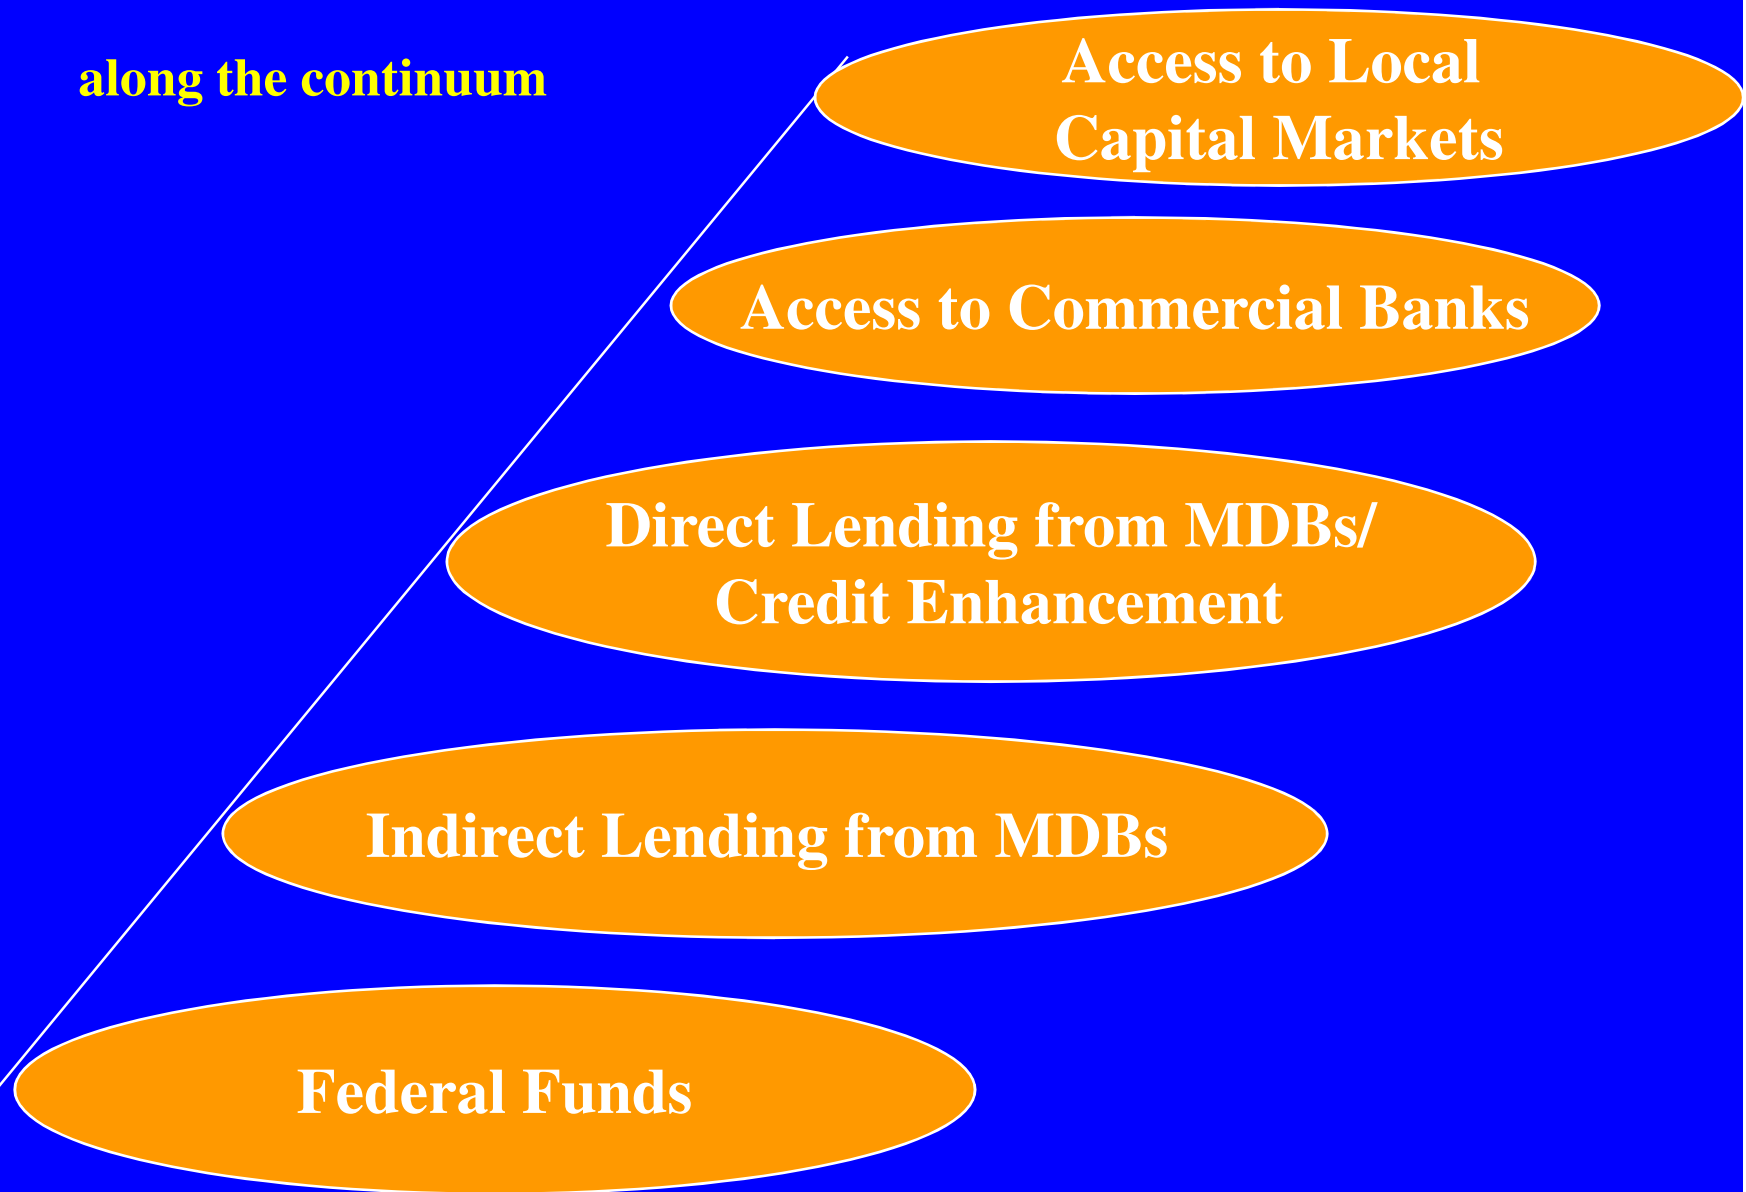 along the continuum
Access to Local
Capital Markets
Access to Commercial Banks
Direct Lending from MDBs/
Credit Enhancement
Indirect Lending from MDBs
Federal Funds